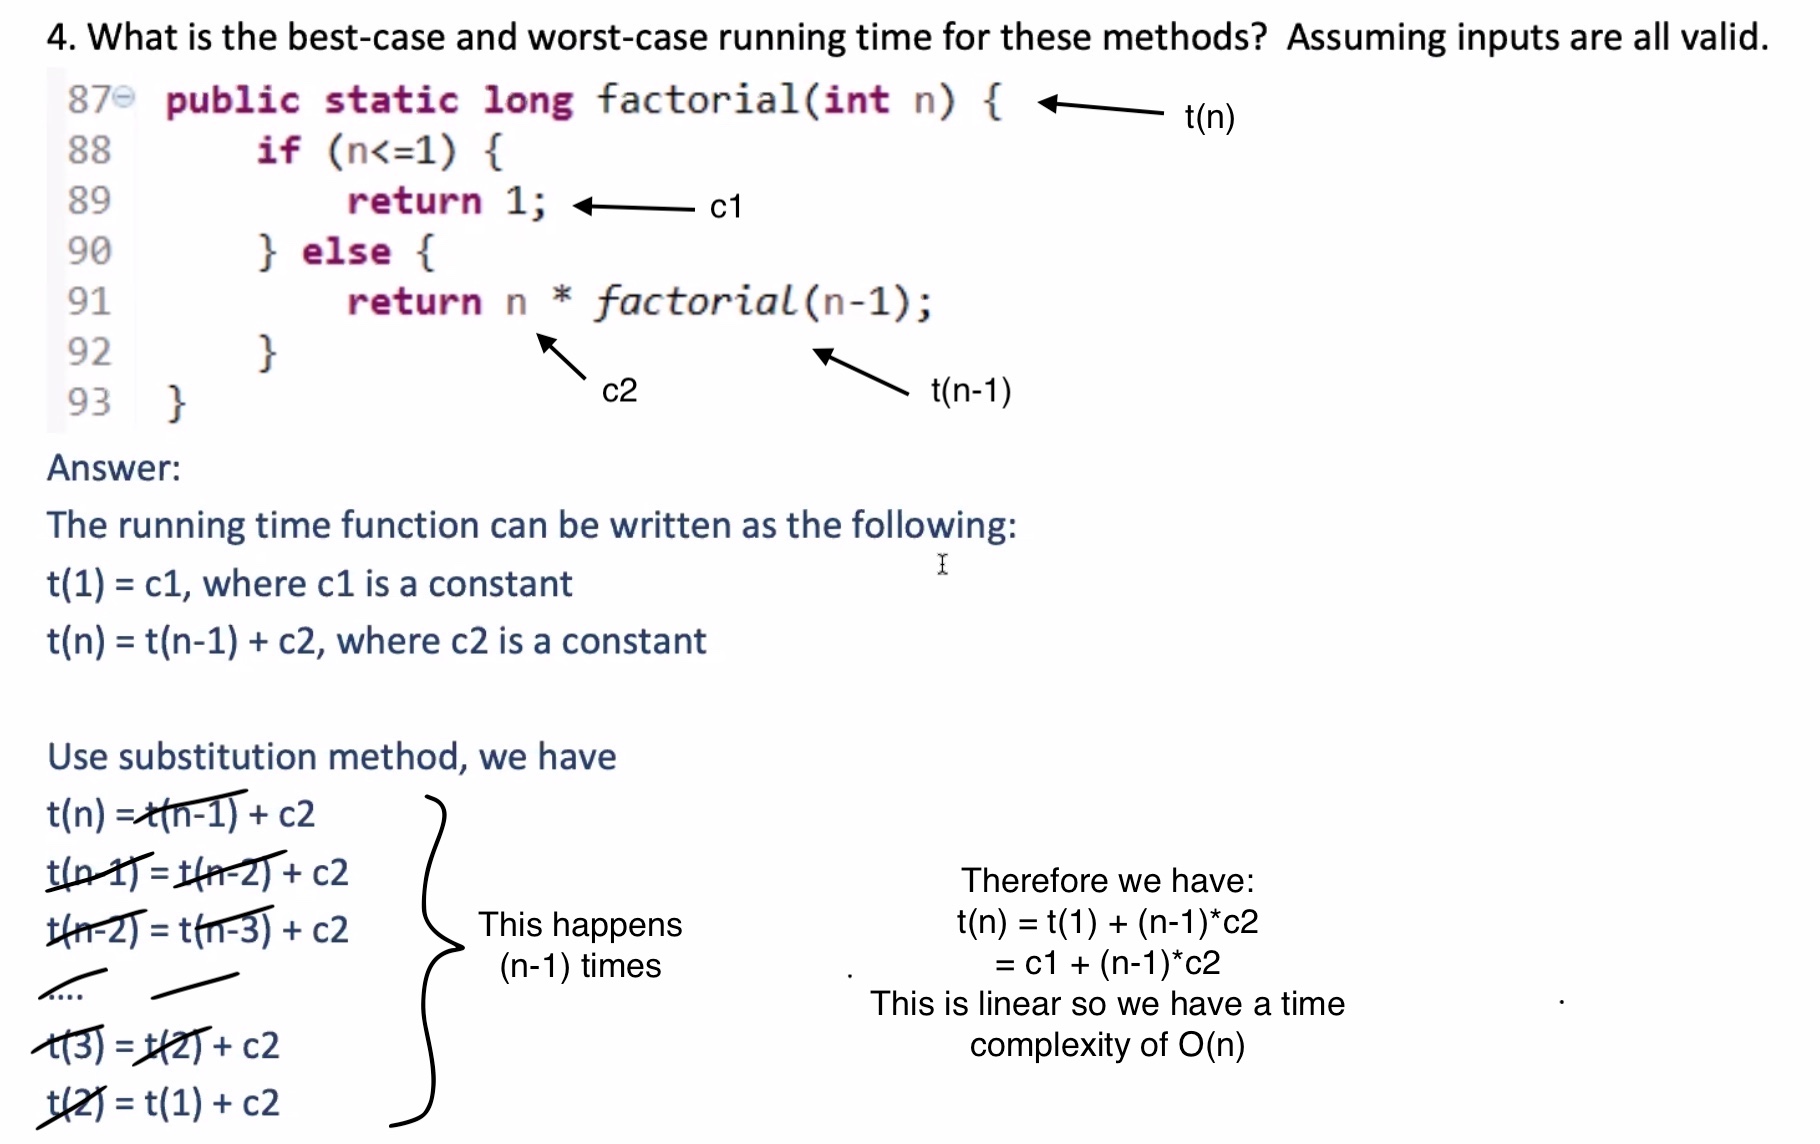 4. What is the best-case and worst-case running time for these methods?  Assuming inputs are all valid.
87 public static long factorial(int n) { t(n)
88     if (n<=1) {
89         return 1; c1
90     } else {
91         return n * factorial(n-1);
92     }
c2 t(n-1)
93 }
Answer:
The running time function can be written as the following:
t(1) = c1, where c1 is a constant
t(n) = t(n-1) + c2, where c2 is a constant
Use substitution method, we have
t(n) = t(n-1) + c2
t(n-1) = t(n-2) + c2
t(n-2) = t(n-3) + c2
....
t(3) = t(2) + c2
t(2) = t(1) + c2
This happens
(n-1) times
Therefore we have:
t(n) = t(1) + (n-1)*c2
= c1 + (n-1)*c2
This is linear so we have a time
complexity of O(n)